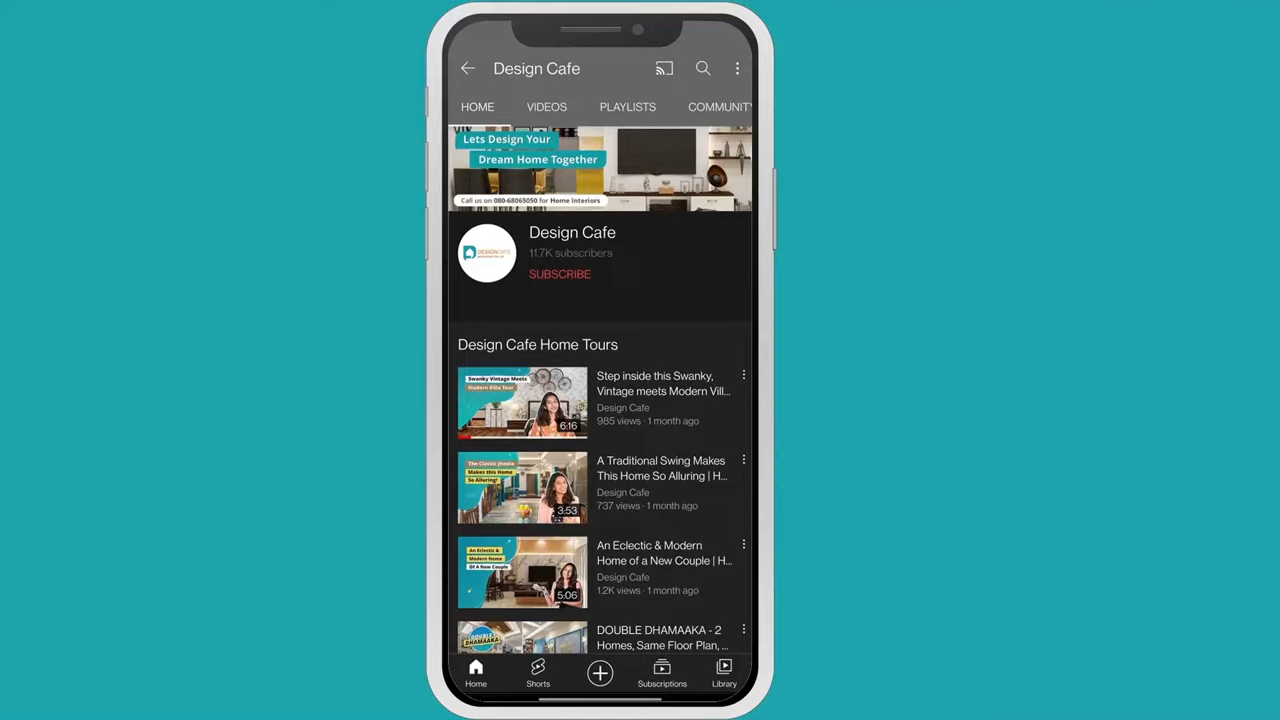 Design Cafe
HOME VIDEOS PLAYLISTS COMMUNITY
Lets Design Your
Dream Home Together
Call us on 080-68065050 for Home Interiors
DESIGNCAFE
Design Cafe
11.7K subscribers
SUBSCRIBE
Design Cafe Home Tours
Swanky Vintage Meets
Modern Villa Tour
6:16
Step inside this Swanky,
Vintage meets Modern Vill...
Design Cafe
985 views · 1 month ago
The Classic Jhoola
Makes this Home
So Alluring!
3:53
A Traditional Swing Makes
This Home So Alluring | H...
Design Cafe
737 views · 1 month ago
An Eclectic &
Modern Home
Of A New Couple
5:06
An Eclectic & Modern
Home of a New Couple | H...
Design Cafe
1.2K views · 1 month ago
DOUBLE
DHAMAAKA
DOUBLE DHAMAAKA - 2
Homes, Same Floor Plan, ...
Home Shorts Subscriptions Library